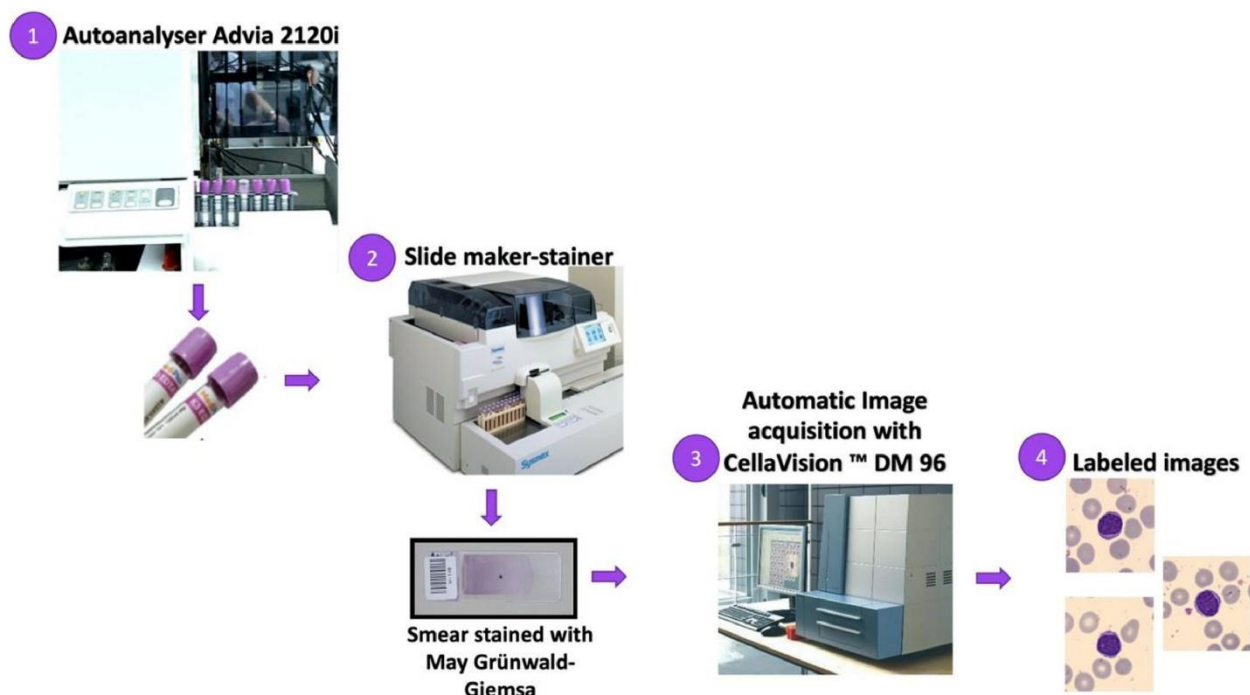 1
Autoanalyser Advia 2120i
2
Slide maker-stainer
Sysmex
Smear stained with
May Grünwald-
Giemsa
3
Automatic Image
acquisition with
CellaVision ™ DM 96
4
Labeled images